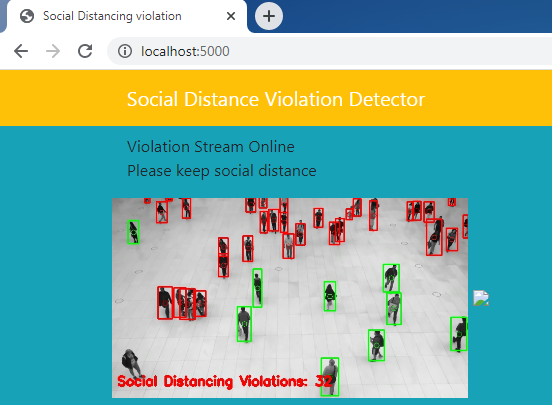 Social Distancing violation
localhost:5000
Social Distance Violation Detector
Violation Stream Online
Please keep social distance
Social Distancing Violations: 32